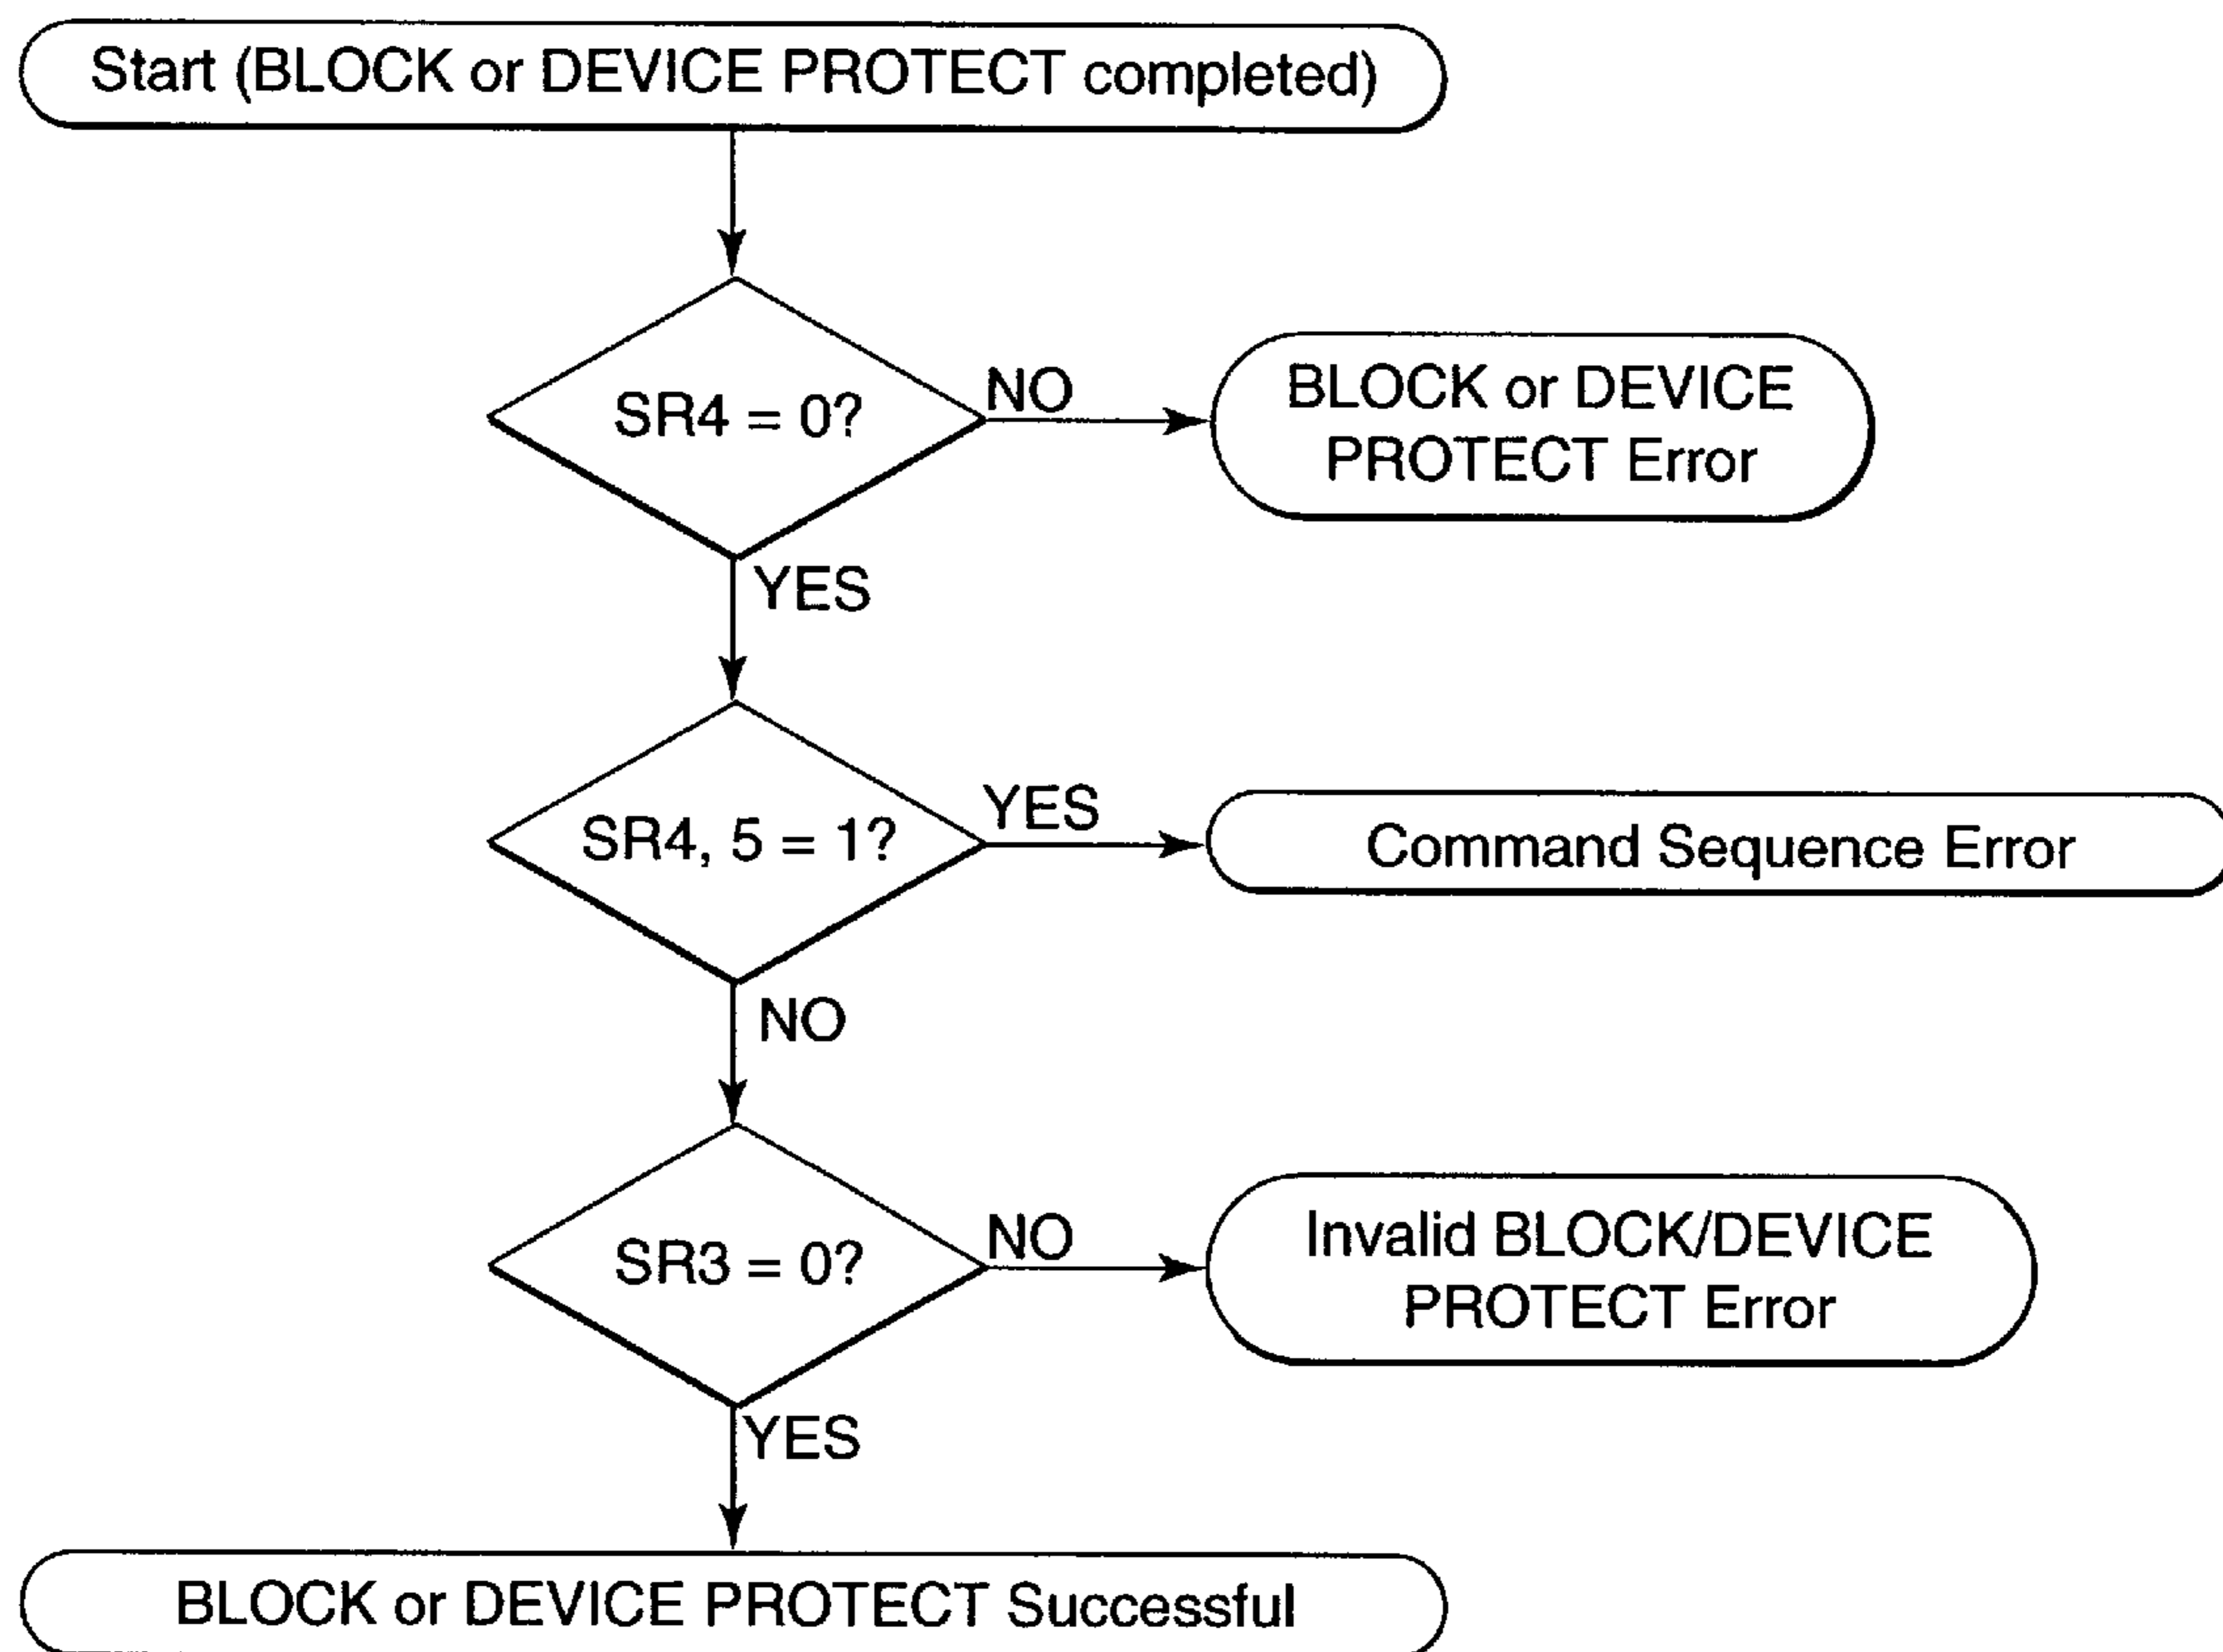 Start (BLOCK or DEVICE PROTECT completed)
SR4 = 0?
NO
BLOCK or DEVICE
PROTECT Error
YES
SR4, 5 = 1?
YES
Command Sequence Error
NO
SR3 = 0?
NO
Invalid BLOCK/DEVICE
PROTECT Error
YES
BLOCK or DEVICE PROTECT Successful